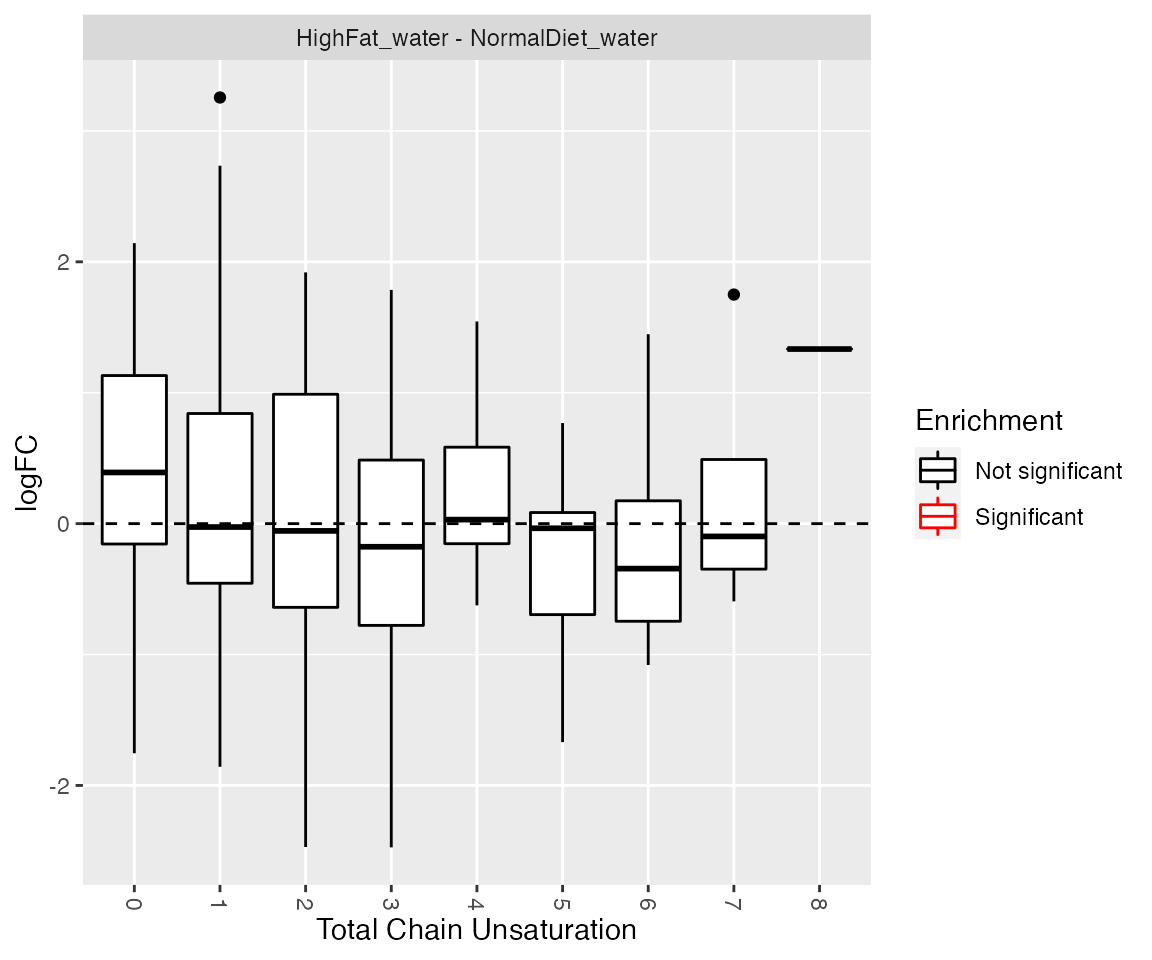 HighFat_water - NormalDiet_water
logFC
2
0
-2
0
1
2
3
4
5
6
7
8
Total Chain Unsaturation
Enrichment
Not significant
Significant